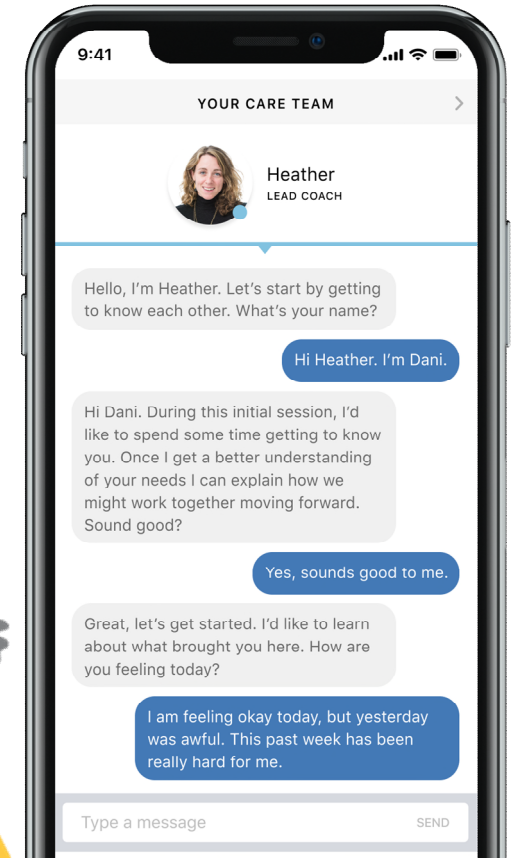 9:41
YOUR CARE TEAM
Heather
LEAD COACH
Hello, I'm Heather. Let's start by getting
to know each other. What's your name?
Hi Heather. I'm Dani.
Hi Dani. During this initial session, I'd
like to spend some time getting to know
you. Once I get a better understanding
of your needs I can explain how we
might work together moving forward.
Sound good?
Yes, sounds good to me.
Great, let's get started. I'd like to learn
about what brought you here. How are
you feeling today?
I am feeling okay today, but yesterday
was awful. This past week has been
really hard for me.
Type a message
SEND